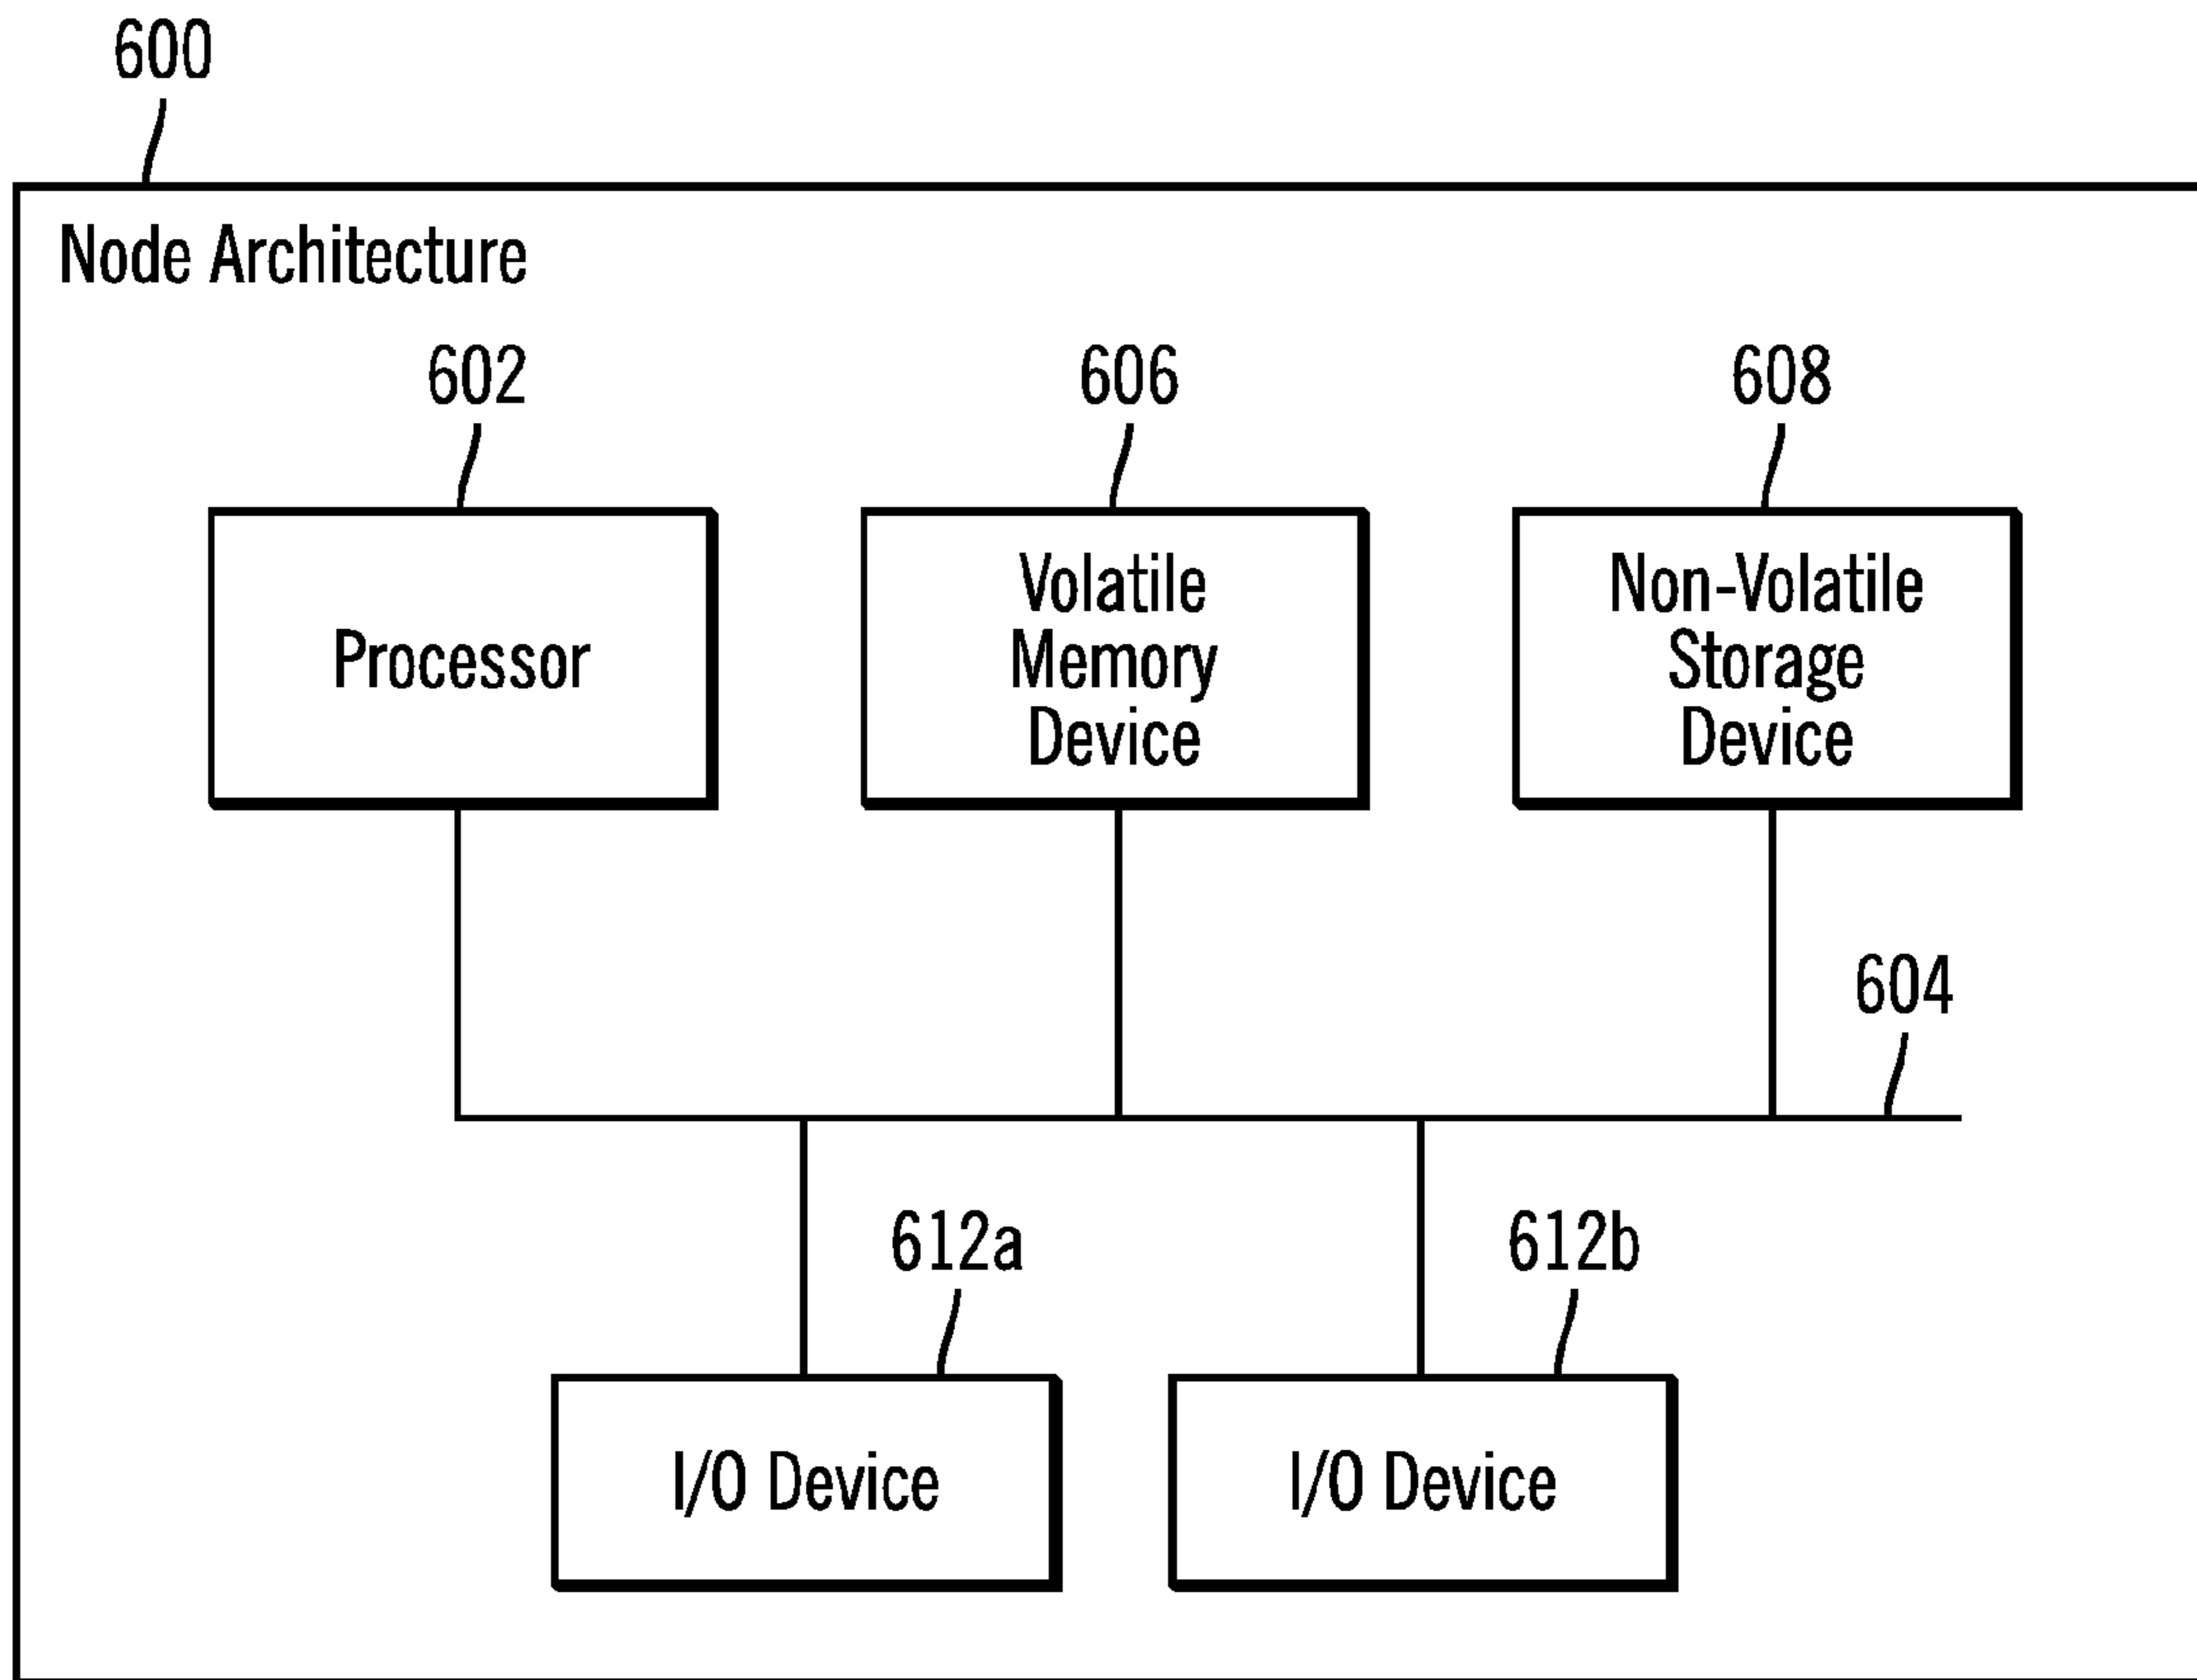 600
Node Architecture
602
606
608
Processor
Volatile
Memory
Device
Non-Volatile
Storage
Device
604
612a
612b
I/O Device
I/O Device